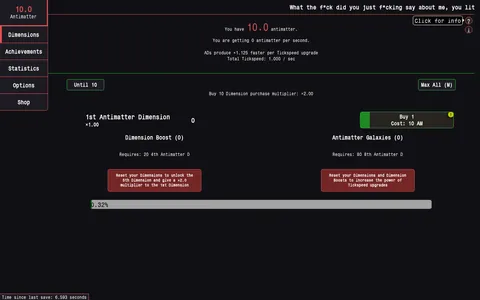 10.0
Antimatter
Dimensions
Achievements
Statistics
Options
Shop
What the f*ck did you just f*cking say about me, you lit
Click for info
?
i
You have 10.0 antimatter.
You are getting 0 antimatter per second.
ADs produce ×1.125 faster per Tickspeed upgrade
Total Tickspeed: 1.000 / sec
Until 10
Max All (M)
Buy 10 Dimension purchase multiplier: ×2.00
1st Antimatter Dimension
×1.00
0
Buy 1
Cost: 10 AM
Dimension Boost (0)
Antimatter Galaxies (0)
Requires: 20 4th Antimatter D
Requires: 80 8th Antimatter D
Reset your Dimensions to unlock the
5th Dimension and give a ×2.0
multiplier to the 1st Dimension
Reset your Dimensions and Dimension
Boosts to increase the power of
Tickspeed upgrades
0.32%
Time since last save: 6.593 seconds